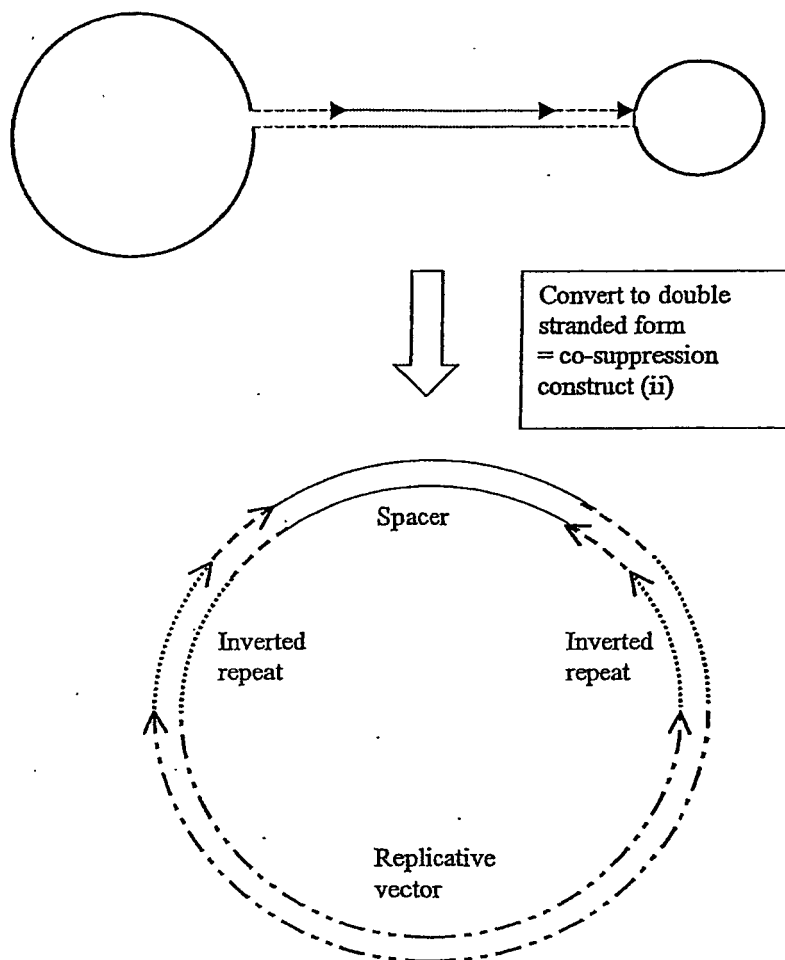 Convert to double
stranded form
= co-suppression
construct (ii)
Spacer
Inverted
repeat
Inverted
repeat
Replicative
vector